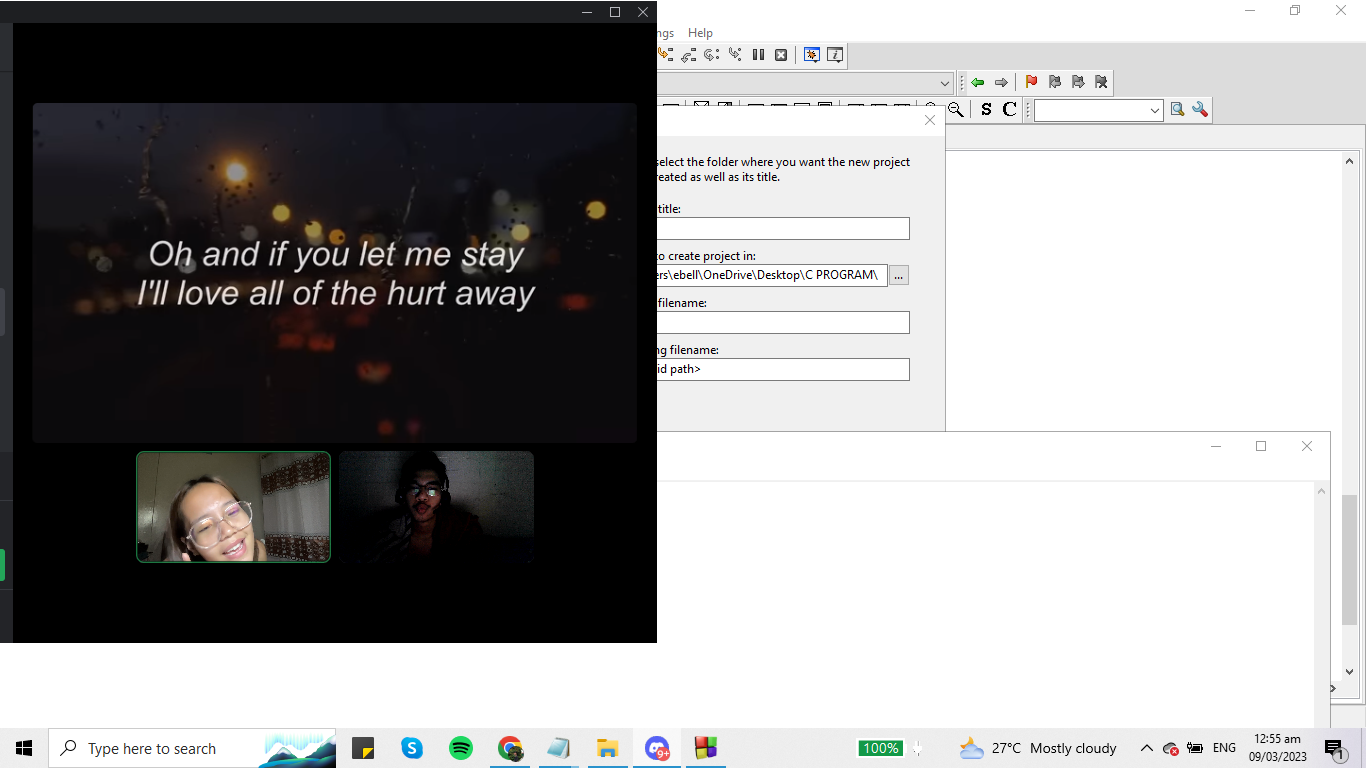 Oh and if you let me stay
I'll love all of the hurt away
ngs Help
S C
select the folder where you want the new project
reated as well as its title.
title:
to create project in:
ers\ebell\OneDrive\Desktop\C PROGRAM\
...
filename:
ng filename:
id path>
Type here to search
9+
100%
27°C Mostly cloudy
ENG
12:55 am
09/03/2023
1